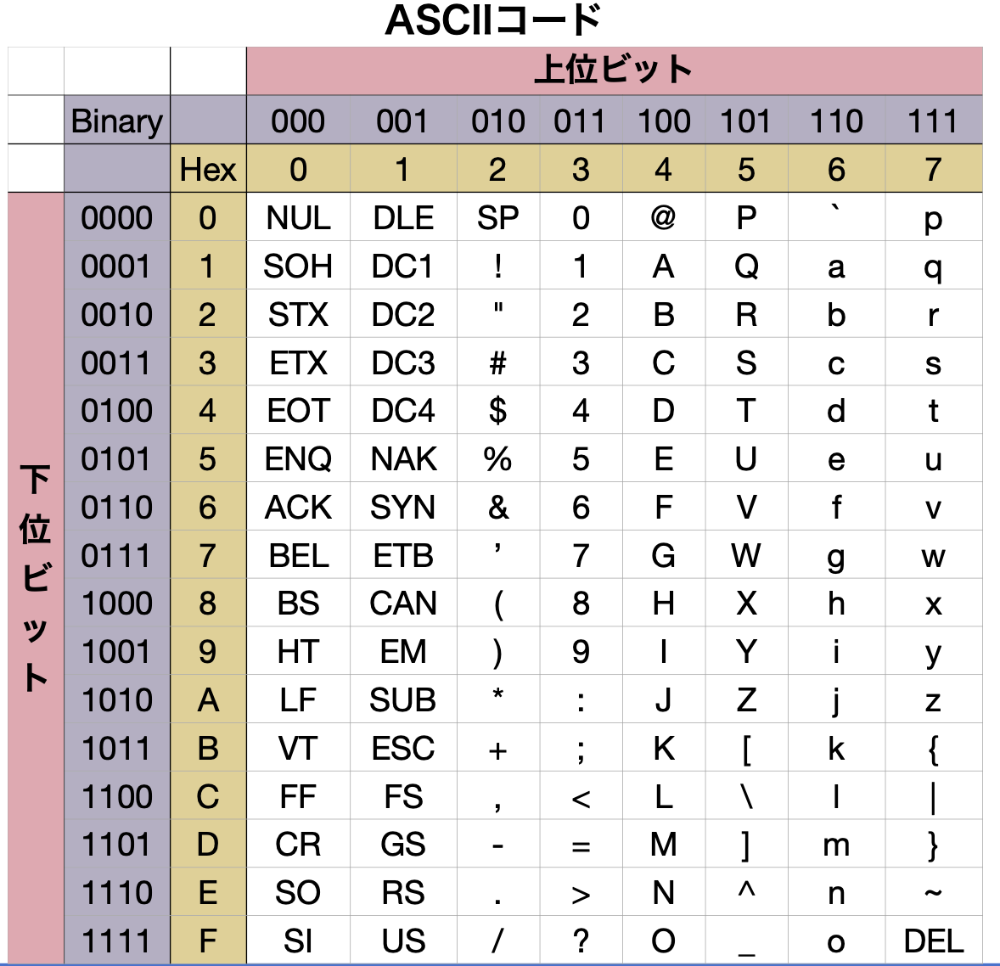 ASCIIコード
上位ビット
Binary 000 001 010 011 100 101 110 111
Hex 0 1 2 3 4 5 6 7
下位ビット
0000 0 NUL DLE SP 0 @ P ` p
0001 1 SOH DC1 ! 1 A Q a q
0010 2 STX DC2 " 2 B R b r
0011 3 ETX DC3 # 3 C S c s
0100 4 EOT DC4 $ 4 D T d t
0101 5 ENQ NAK % 5 E U e u
0110 6 ACK SYN & 6 F V f v
0111 7 BEL ETB ’ 7 G W g w
1000 8 BS CAN ( 8 H X h x
1001 9 HT EM ) 9 I Y i y
1010 A LF SUB * : J Z j z
1011 B VT ESC + ; K [ k {
1100 C FF FS , < L \ l |
1101 D CR GS - = M ] m }
1110 E SO RS . > N ^ n ~
1111 F SI US / ? O _ o DEL